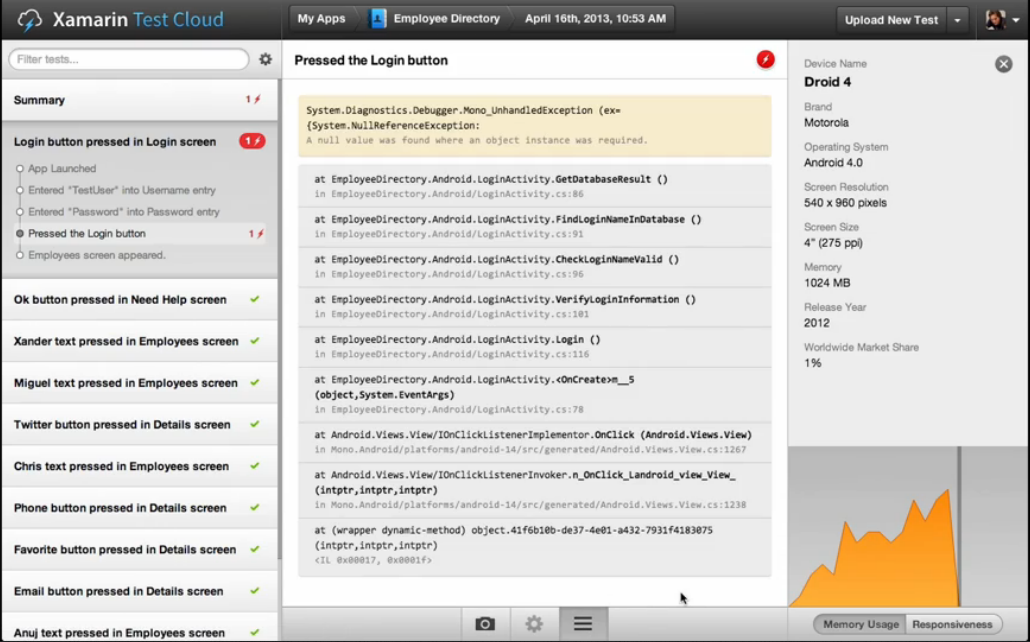 Xamarin Test Cloud
My Apps
Employee Directory
April 16th, 2013, 10:53 AM
Upload New Test
Filter tests...
Summary
1
Login button pressed in Login screen
1
App Launched
Entered "TestUser" into Username entry
Entered "Password" into Password entry
Pressed the Login button
1
Employees screen appeared.
Ok button pressed in Need Help screen
Xander text pressed in Employees screen
Miguel text pressed in Employees screen
Twitter button pressed in Details screen
Chris text pressed in Employees screen
Phone button pressed in Details screen
Favorite button pressed in Details screen
Email button pressed in Details screen
Anuj text pressed in Employees screen
Pressed the Login button
System.Diagnostics.Debugger.Mono_UnhandledException (ex=
{System.NullReferenceException:
A null value was found where an object instance was required.
at EmployeeDirectory.Android.LoginActivity.GetDatabaseResult ()
in EmployeeDirectory.Android/LoginActivity.cs:86
at EmployeeDirectory.Android.LoginActivity.FindLoginNameInDatabase ()
in EmployeeDirectory.Android/LoginActivity.cs:91
at EmployeeDirectory.Android.LoginActivity.CheckLoginNameValid ()
in EmployeeDirectory.Android/LoginActivity.cs:96
at EmployeeDirectory.Android.LoginActivity.VerifyLoginInformation ()
in EmployeeDirectory.Android/LoginActivity.cs:101
at EmployeeDirectory.Android.LoginActivity.Login ()
in EmployeeDirectory.Android/LoginActivity.cs:116
at EmployeeDirectory.Android.LoginActivity.<OnCreate>m__5
(object,System.EventArgs)
in EmployeeDirectory.Android/LoginActivity.cs:78
at Android.Views.View/IOnClickListenerImplementor.OnClick (Android.Views.View)
in Mono.Android/platforms/android-14/src/generated/Android.Views.View.cs:1267
at Android.Views.View/IOnClickListenerInvoker.n_OnClick_Landroid_view_View_
(intptr,intptr,intptr)
in Mono.Android/platforms/android-14/src/generated/Android.Views.View.cs:1238
at (wrapper dynamic-method) object.41f6b10b-de37-4e01-a432-7931f4183075
(intptr,intptr,intptr)
<IL 0x00017, 0x0001f>
Device Name
Droid 4
Brand
Motorola
Operating System
Android 4.0
Screen Resolution
540 x 960 pixels
Screen Size
4" (275 ppi)
Memory
1024 MB
Release Year
2012
Worldwide Market Share
1%
Memory Usage
Responsiveness